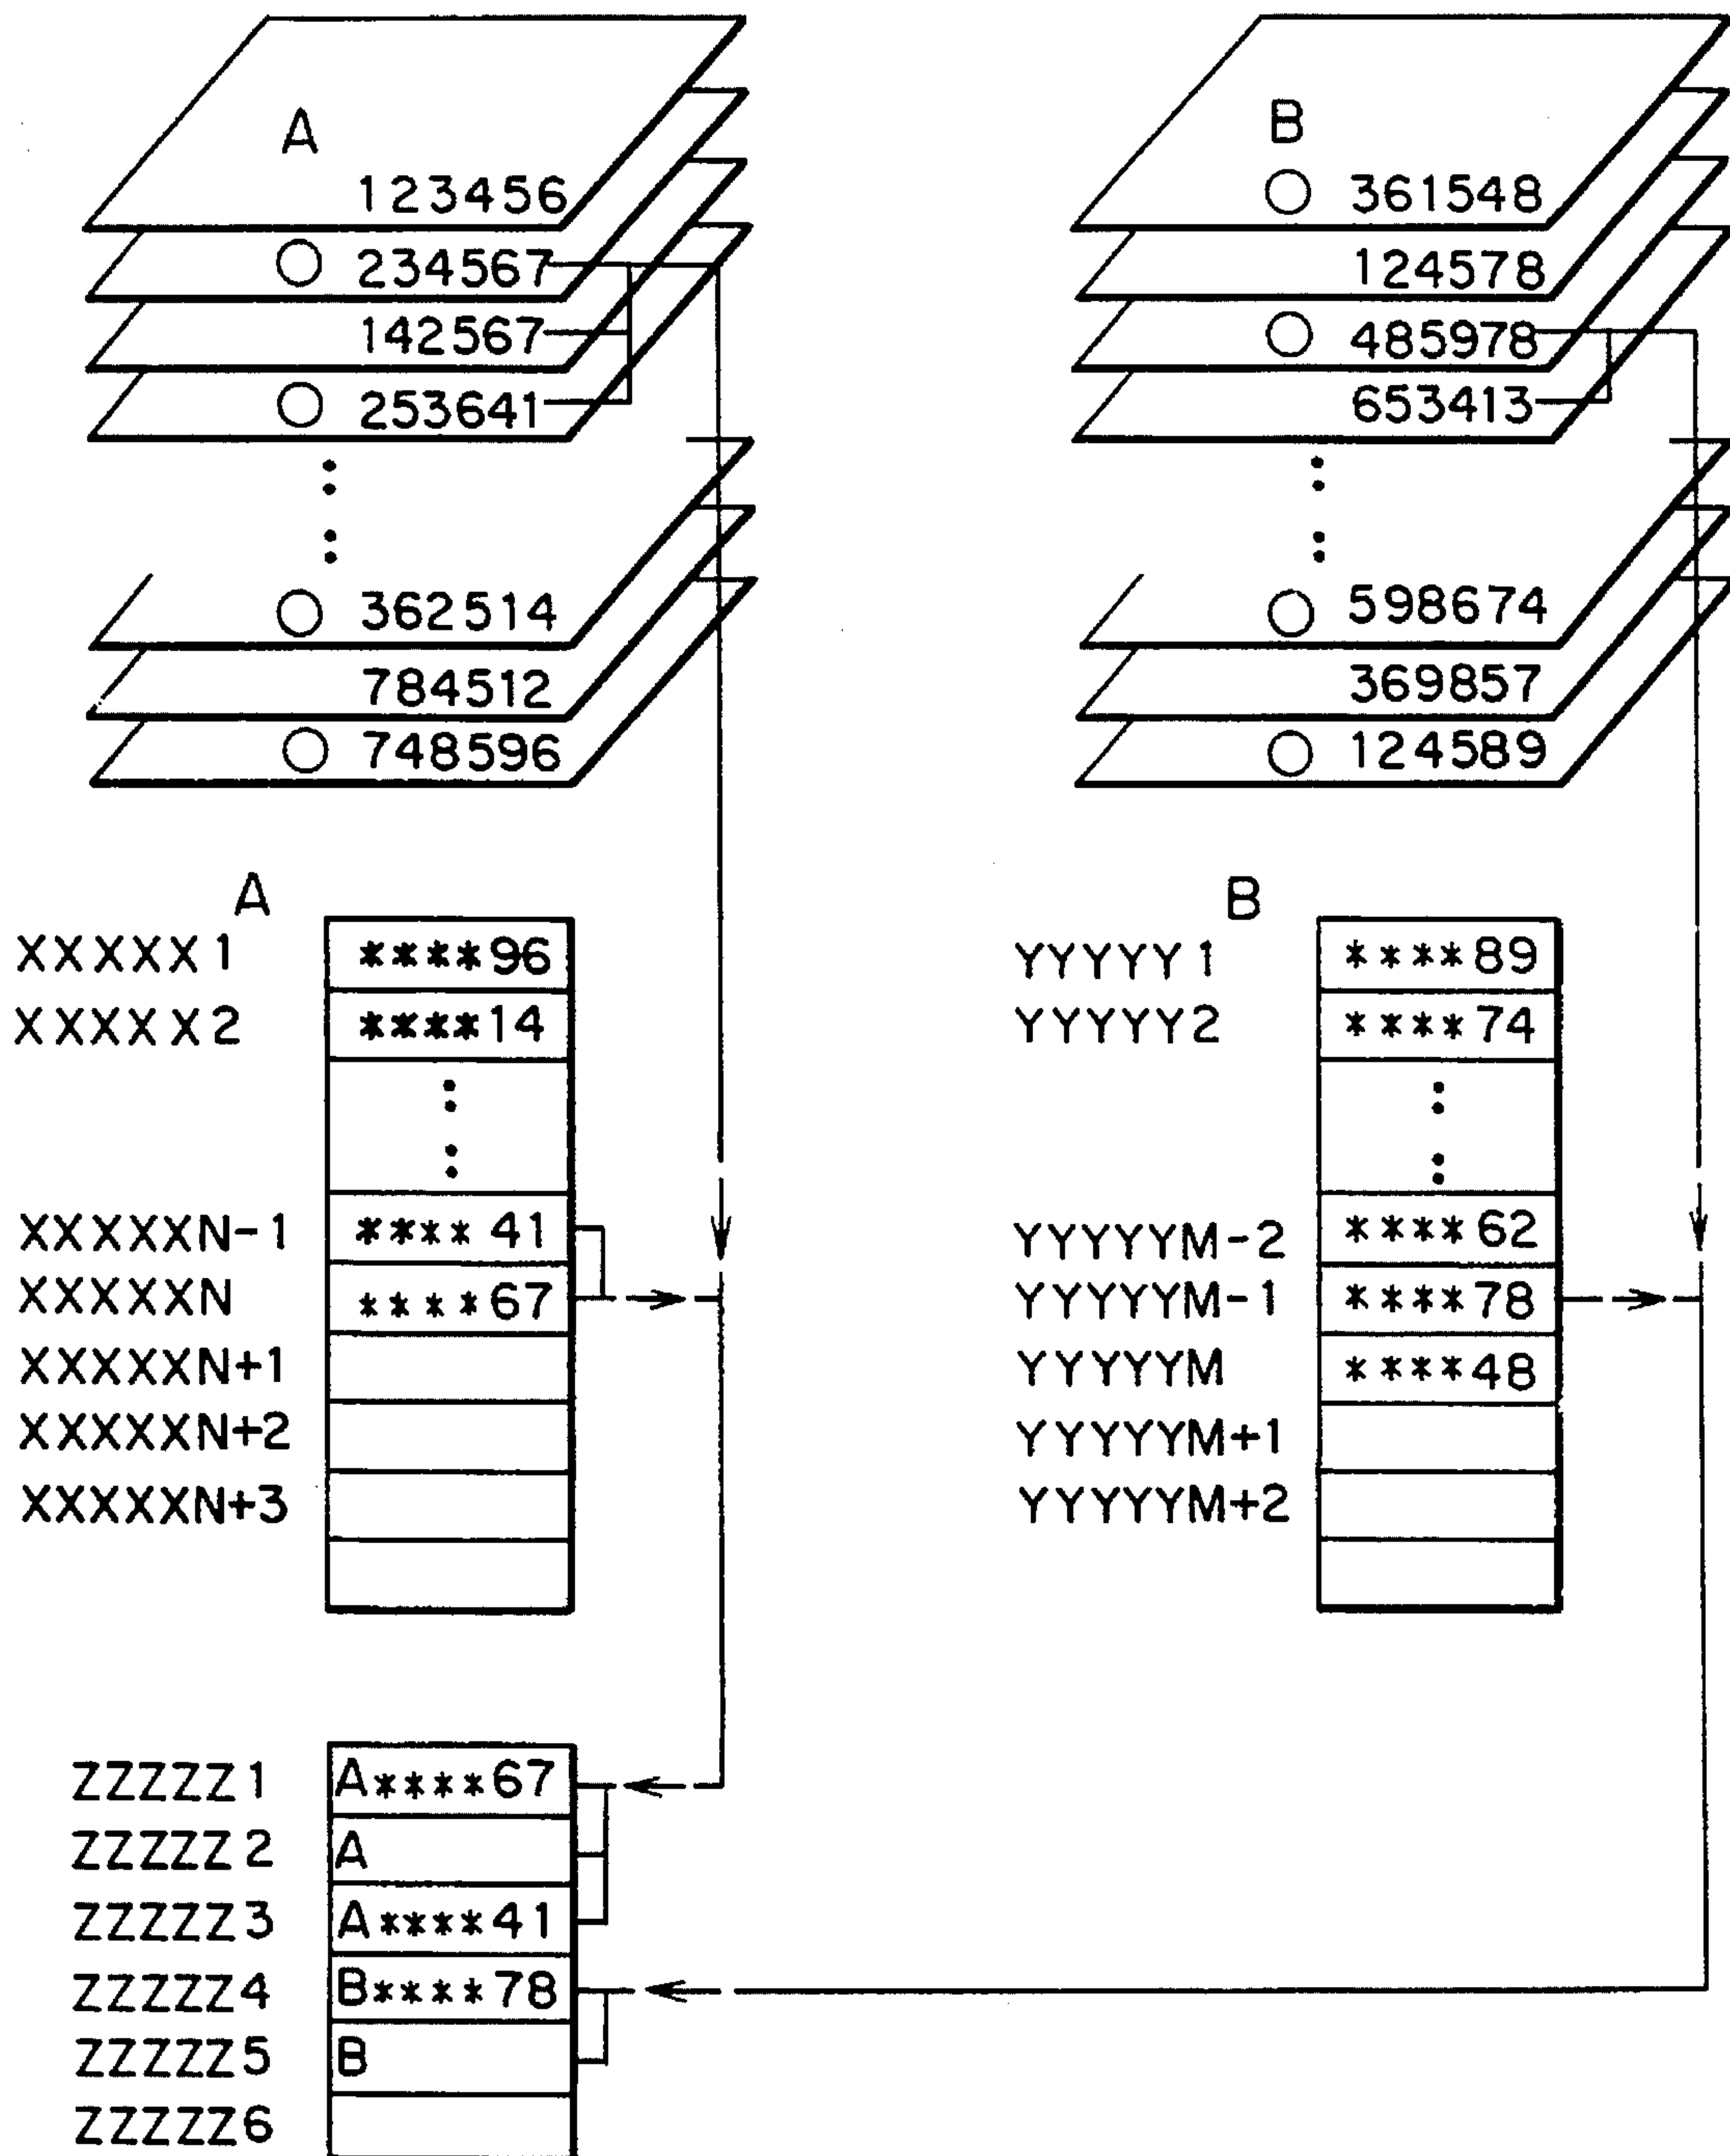 A
123456
○ 234567
142567
○ 253641
○ 362514
784512
○ 748596
B
○ 361548
124578
○ 485978
653413
○ 598674
369857
○ 124589
A
XXXXX1 ****96
XXXXX2 ****14
XXXXXN-1 ****41
XXXXXN ****67
XXXXXN+1
XXXXXN+2
XXXXXN+3
B
YYYYY1 ****89
YYYYY2 ****74
YYYYYM-2 ****62
YYYYYM-1 ****78
YYYYYM ****48
YYYYYM+1
YYYYYM+2
ZZZZZ1 A****67
ZZZZZ2 A
ZZZZZ3 A****41
ZZZZZ4 B****78
ZZZZZ5 B
ZZZZZ6